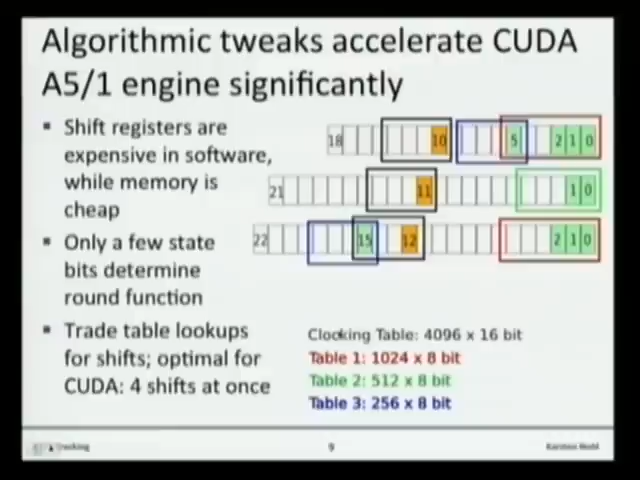 Algorithmic tweaks accelerate CUDA
A5/1 engine significantly
▪ Shift registers are
expensive in software,
while memory is
cheap
▪ Only a few state
bits determine
round function
▪ Trade table lookups
for shifts; optimal for
CUDA: 4 shifts at once
18 10 5 2 1 0
21 11 1 0
22 15 12 2 1 0
Clocking Table: 4096 x 16 bit
Table 1: 1024 x 8 bit
Table 2: 512 x 8 bit
Table 3: 256 x 8 bit
9
Karsten Nohl